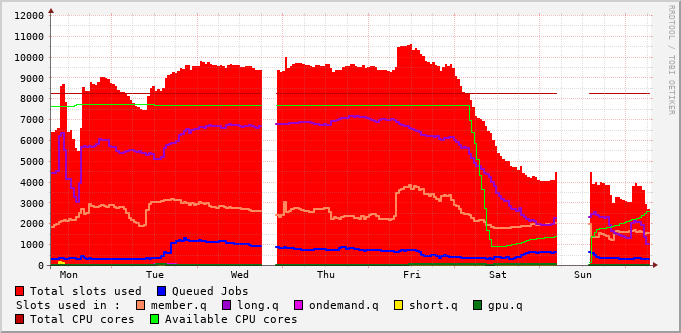 12000
11000
10000
9000
8000
7000
6000
5000
4000
3000
2000
1000
0
Mon Tue Wed Thu Fri Sat Sun
RRDTOOL / TOBI OETIKER
Total slots used Queued Jobs
Slots used in : member.q long.q ondemand.q short.q gpu.q
Total CPU cores Available CPU cores